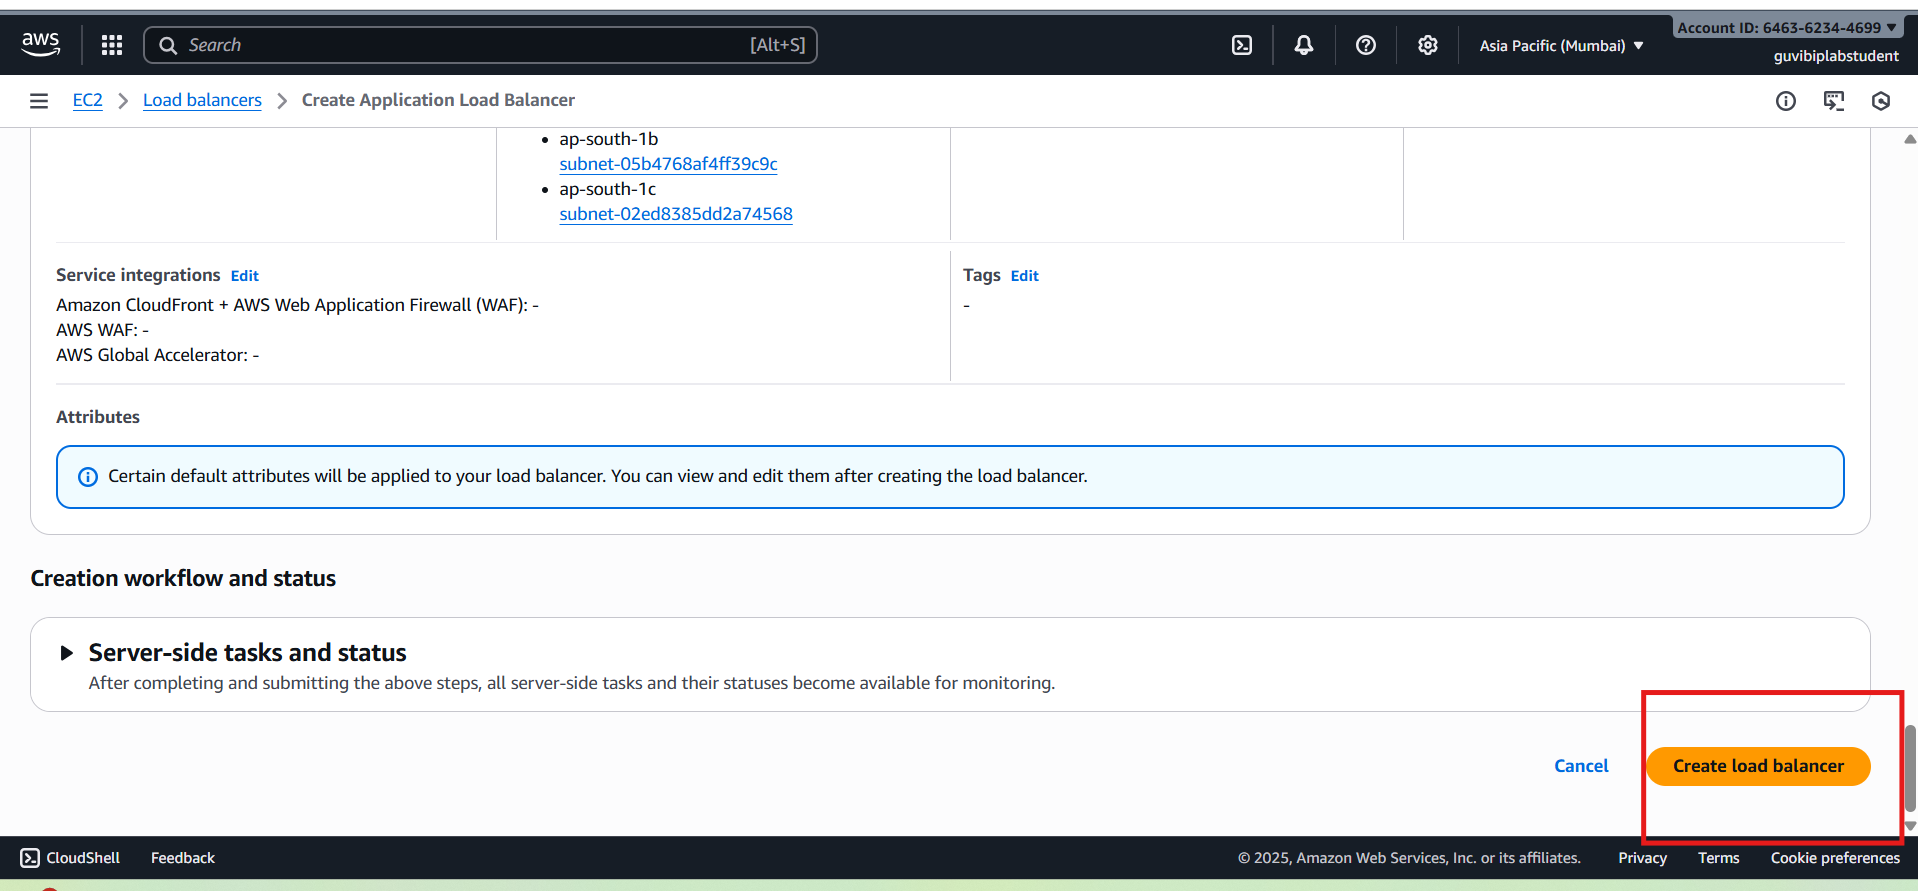 aws
Search [Alt+S]
Asia Pacific (Mumbai)
Account ID: 6463-6234-4699
guvibiplabstudent
EC2 Load balancers Create Application Load Balancer
ap-south-1b
subnet-05b4768af4ff39c9c
ap-south-1c
subnet-02ed8385dd2a74568
Service integrations Edit
Amazon CloudFront + AWS Web Application Firewall (WAF): -
AWS WAF: -
AWS Global Accelerator: -
Tags Edit
-
Attributes
Certain default attributes will be applied to your load balancer. You can view and edit them after creating the load balancer.
Creation workflow and status
Server-side tasks and status
After completing and submitting the above steps, all server-side tasks and their statuses become available for monitoring.
Cancel Create load balancer
CloudShell Feedback © 2025, Amazon Web Services, Inc. or its affiliates. Privacy Terms Cookie preferences